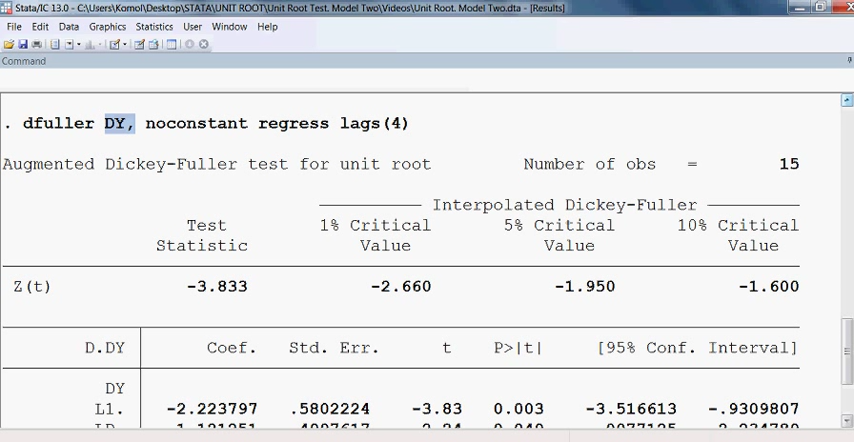 Stata/IC 13.0 - C:\Users\Komol\Desktop\STATA\UNIT ROOT\Unit Root Test. Model Two\Videos\Unit Root. Model Two.dta - [Results]
File Edit Data Graphics Statistics User Window Help
Command
. dfuller DY, noconstant regress lags(4)
Augmented Dickey-Fuller test for unit root Number of obs = 15
Interpolated Dickey-Fuller
Test 1% Critical 5% Critical 10% Critical
Statistic Value Value Value
Z(t) -3.833 -2.660 -1.950 -1.600
D.DY Coef. Std. Err. t P>|t| [95% Conf. Interval]
DY
L1. -2.223797 .5802224 -3.83 0.003 -3.516613 -.9309807